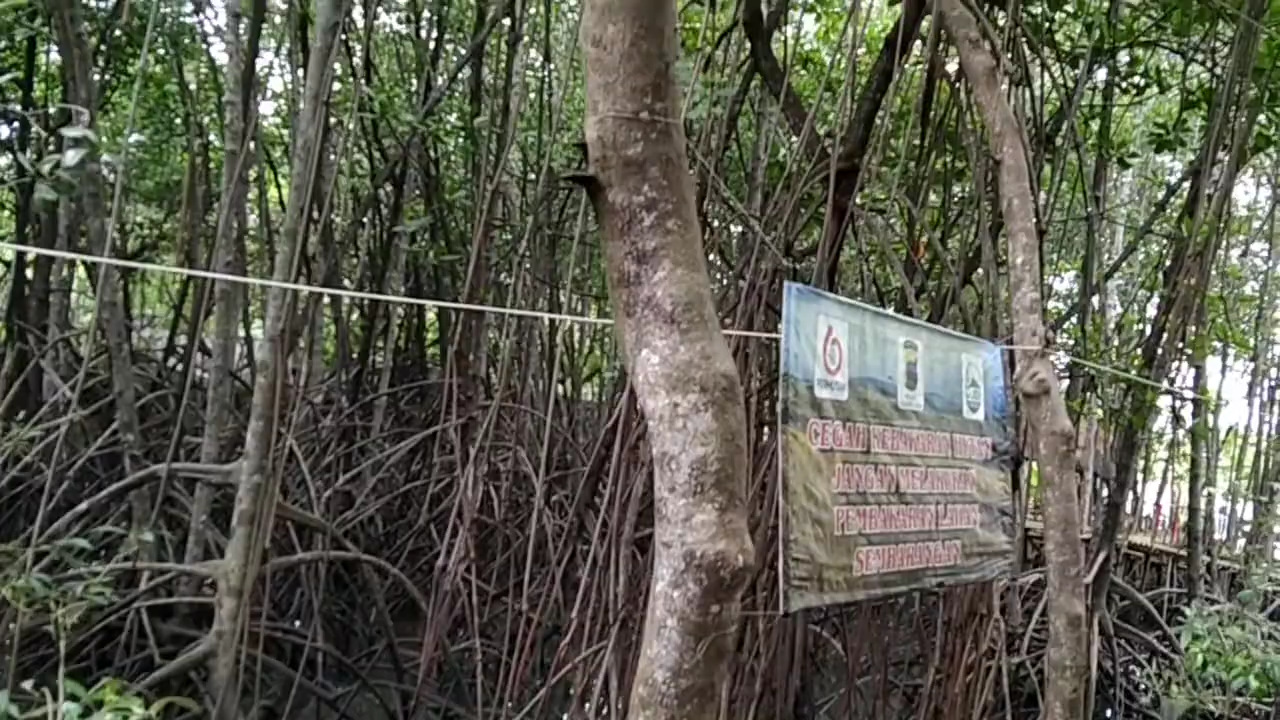 CEGAH KEBAKARAN HUTAN
JANGAN MELAKUKAN
PEMBAKARAN LAHAN
SEMBARANGAN